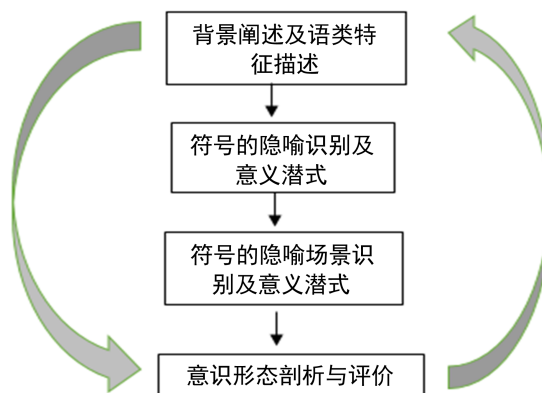 背景阐述及语类特
征描述
符号的隐喻识别及
意义潜式
符号的隐喻场景识
别及意义潜式
意识形态剖析与评价